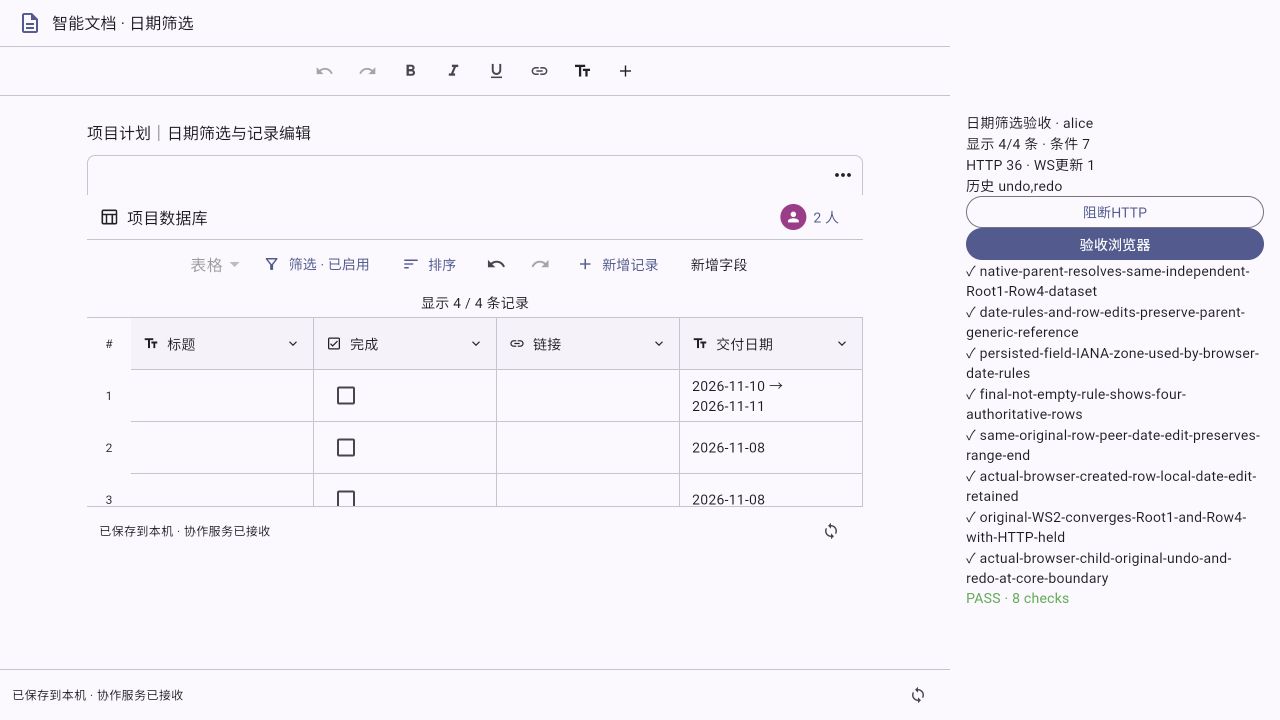 智能文档 · 日期筛选
B I U Tr +
项目计划｜日期筛选与记录编辑
项目数据库
2 人
表格 筛选 · 已启用 排序 新增记录 新增字段
显示 4 / 4 条记录
# 标题 完成 链接 交付日期
1 2026-11-10 →
2026-11-11
2 2026-11-08
3 2026-11-08
已保存到本机 · 协作服务已接收
已保存到本机 · 协作服务已接收
日期筛选验收 · alice
显示 4/4 条 · 条件 7
HTTP 36 · WS更新 1
历史 undo,redo
阻断HTTP
验收浏览器
✓ native-parent-resolves-same-independent-
Root1-Row4-dataset
✓ date-rules-and-row-edits-preserve-parent-
generic-reference
✓ persisted-field-IANA-zone-used-by-browser-
date-rules
✓ final-not-empty-rule-shows-four-
authoritative-rows
✓ same-original-row-peer-date-edit-preserves-
range-end
✓ actual-browser-created-row-local-date-edit-
retained
✓ original-WS2-converges-Root1-and-Row4-
with-HTTP-held
✓ actual-browser-child-original-undo-and-
redo-at-core-boundary
PASS · 8 checks